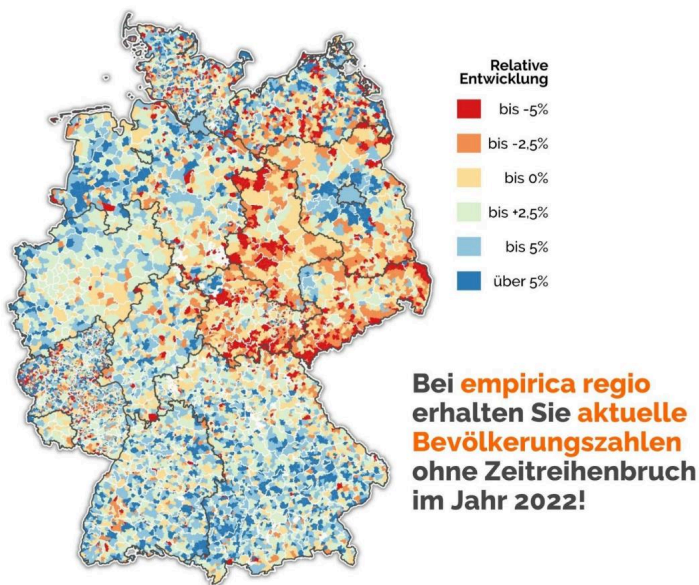 Relative
Entwicklung
bis -5%
bis -2,5%
bis 0%
bis +2,5%
bis 5%
über 5%
Bei empirica regio
erhalten Sie aktuelle
Bevölkerungszahlen
ohne Zeitreihenbruch
im Jahr 2022!